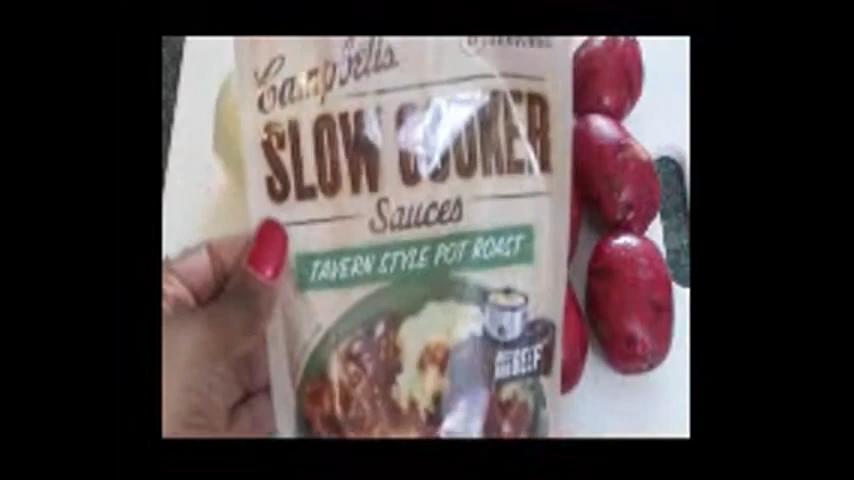 Campbell's
SLOW COOKER
Sauces
TAVERN STYLE POT ROAST
BEEF